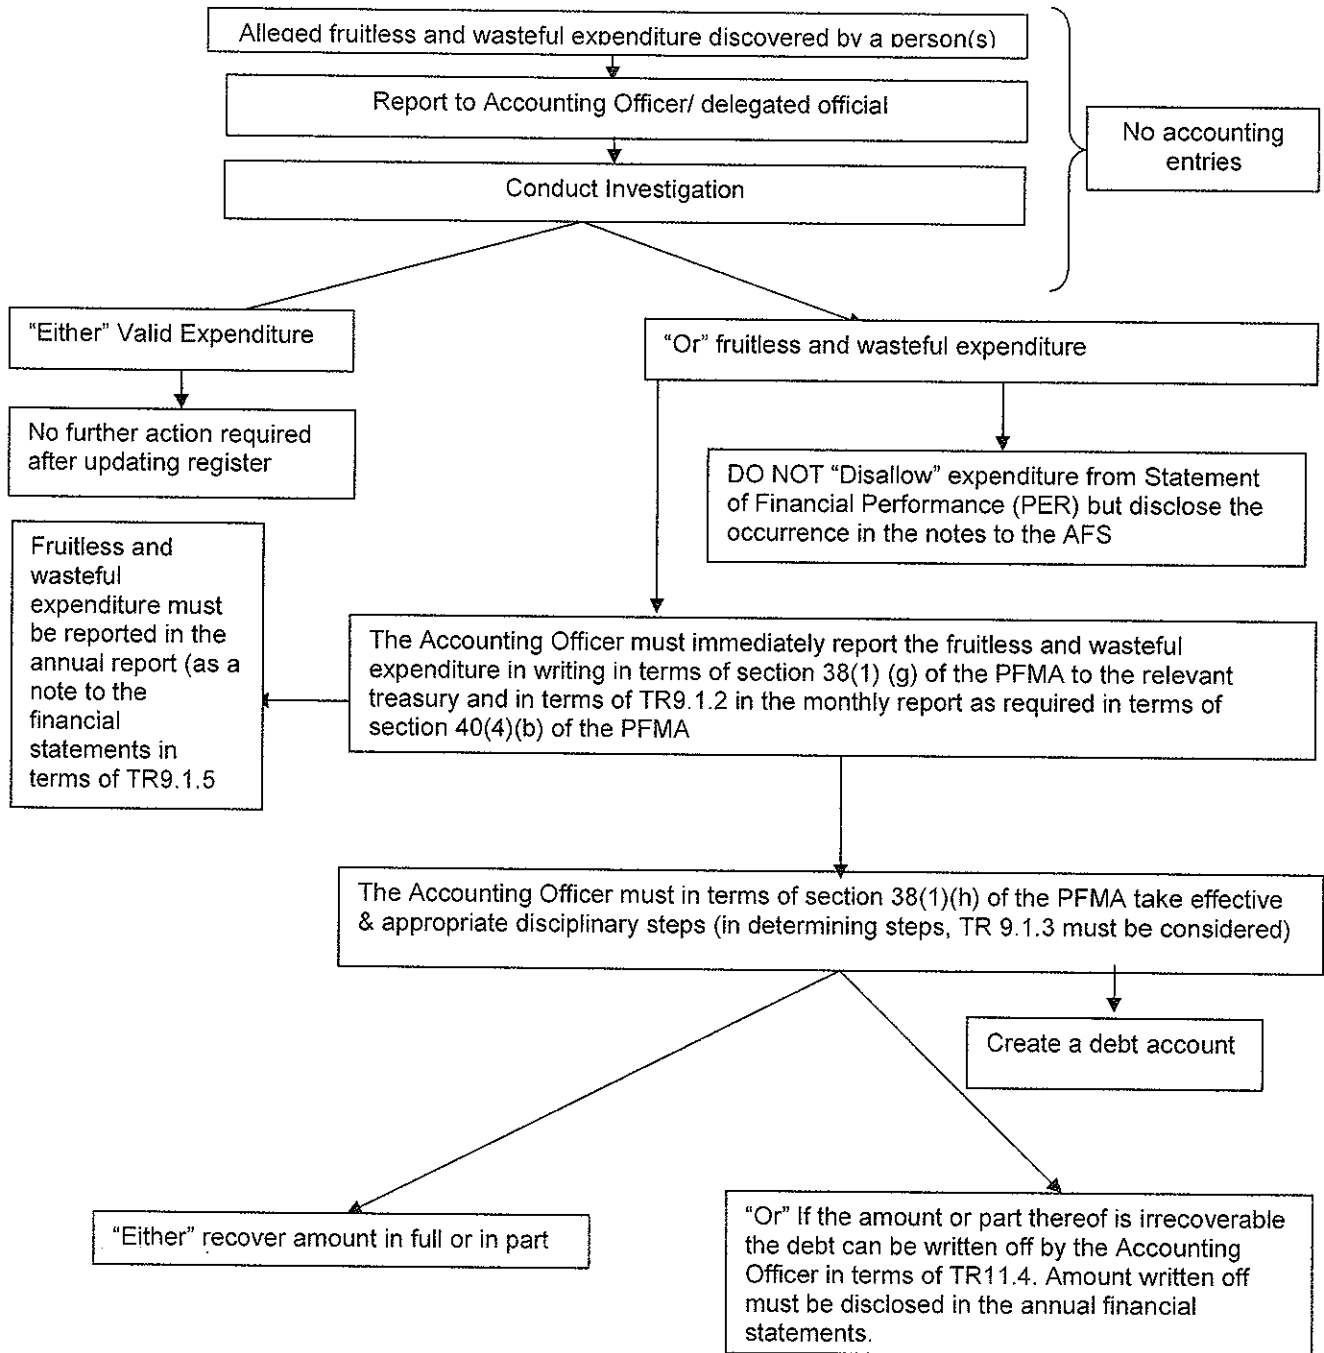 Alleged fruitless and wasteful expenditure discovered by a person(s)
Report to Accounting Officer/ delegated official
No accounting
entries
Conduct Investigation
"Either" Valid Expenditure
"Or" fruitless and wasteful expenditure
No further action required
after updating register
DO NOT "Disallow" expenditure from Statement
of Financial Performance (PER) but disclose the
occurrence in the notes to the AFS
Fruitless and
wasteful
expenditure must
be reported in the
annual report (as a
note to the
financial
statements in
terms of TR9.1.5
The Accounting Officer must immediately report the fruitless and wasteful
expenditure in writing in terms of section 38(1) (g) of the PFMA to the relevant
treasury and in terms of TR9.1.2 in the monthly report as required in terms of
section 40(4)(b) of the PFMA
The Accounting Officer must in terms of section 38(1)(h) of the PFMA take effective
& appropriate disciplinary steps (in determining steps, TR 9.1.3 must be considered)
Create a debt account
"Either" recover amount in full or in part
"Or" If the amount or part thereof is irrecoverable
the debt can be written off by the Accounting
Officer in terms of TR11.4. Amount written off
must be disclosed in the annual financial
statements.